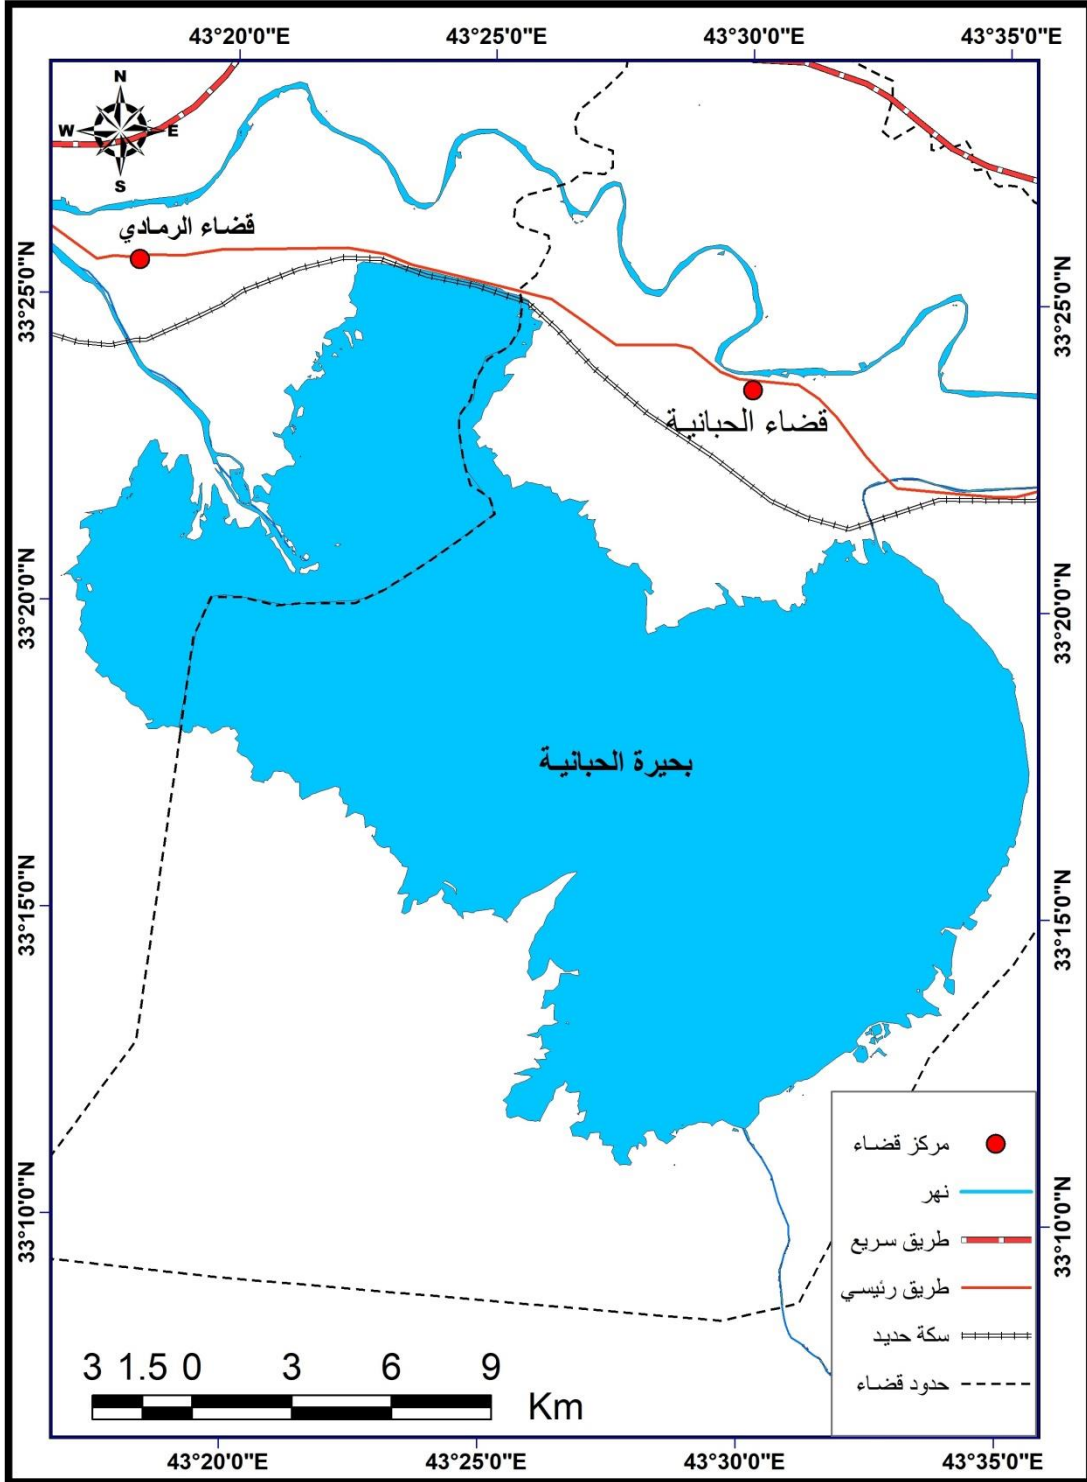 43°20'0"E
43°25'0"E
43°30'0"E
43°35'0"E
N
W
E
S
قضاء الرمادي
33°25'0"N
33°25'0"N
قضاء الحبانية
33°20'0"N
33°20'0"N
بحيرة الحبانية
33°15'0"N
33°15'0"N
مركز قضاء
نهر
طريق سريع
طريق رئيسي
سكة حديد
حدود قضاء
33°10'0"N
33°10'0"N
3 1.5 0 3 6 9
Km
43°20'0"E
43°25'0"E
43°30'0"E
43°35'0"E